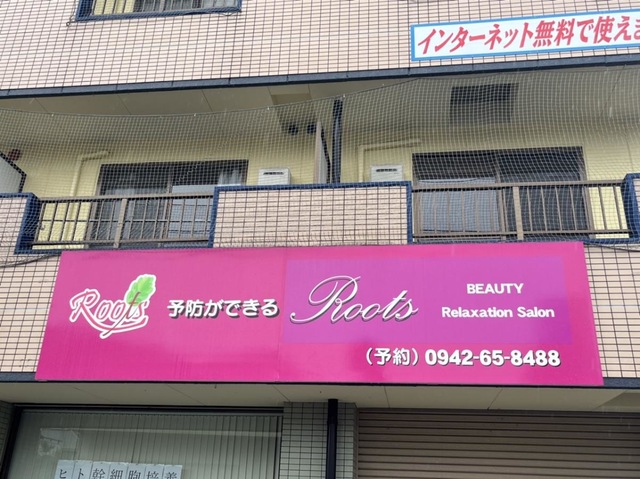 インターネット無料で使えま
Roots
予防ができる
Roots
BEAUTY
Relaxation Salon
(予約) 0942-65-8488
ヒト幹細胞培養